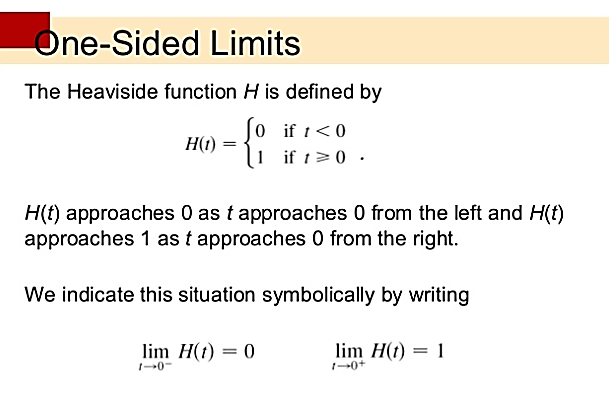 One-Sided Limits
The Heaviside function H is defined by
H(t) = {0 if t < 0
1 if t ⩾ 0 .
H(t) approaches 0 as t approaches 0 from the left and H(t)
approaches 1 as t approaches 0 from the right.
We indicate this situation symbolically by writing
lim H(t) = 0 lim H(t) = 1
t→0⁻ t→0⁺